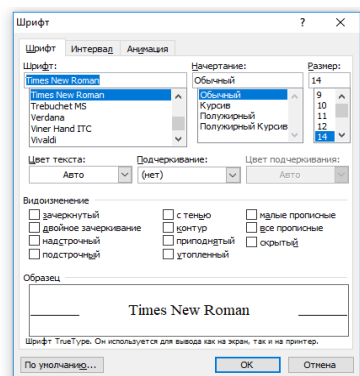 Шрифт ? ×
Шрифт Интервал Анимация
Шрифт: Начертание: Размер:
Times New Roman Обычный 14
Times New Roman Обычный 9
Trebuchet MS Курсив 10
Verdana Полужирный 11
Viner Hand ITC Полужирный Курсив 12
Vivaldi 14
Цвет текста: Подчеркивание: Цвет подчеркивания:
Авто (нет) Авто
Видоизменение
зачеркнутый с тенью малые прописные
двойное зачеркивание контур все прописные
надстрочный приподнятый скрытый
подстрочный утопленный
Образец
Times New Roman
Шрифт TrueType. Он используется для вывода как на экран, так и на принтер.
По умолчанию... ОК Отмена